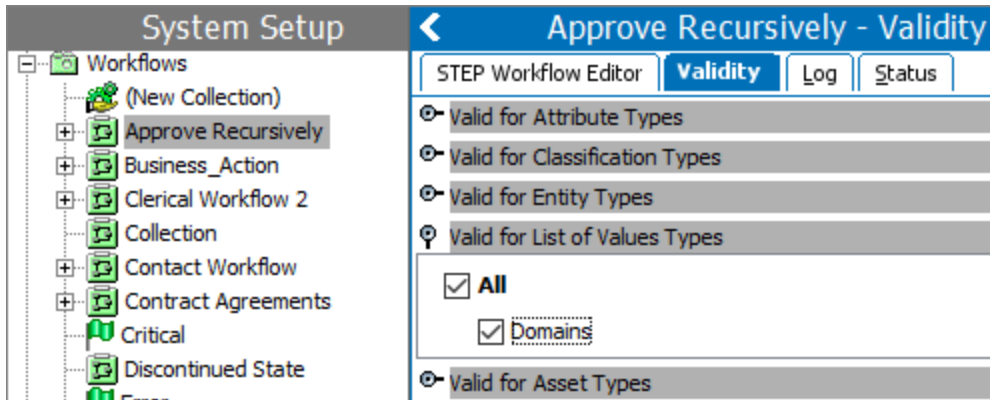 System Setup
Workflows
(New Collection)
Approve Recursively
Business_Action
Clerical Workflow 2
Collection
Contact Workflow
Contract Agreements
Critical
Discontinued State
Error
Approve Recursively - Validity
STEP Workflow Editor Validity Log Status
Valid for Attribute Types
Valid for Classification Types
Valid for Entity Types
Valid for List of Values Types
All
Domains
Valid for Asset Types